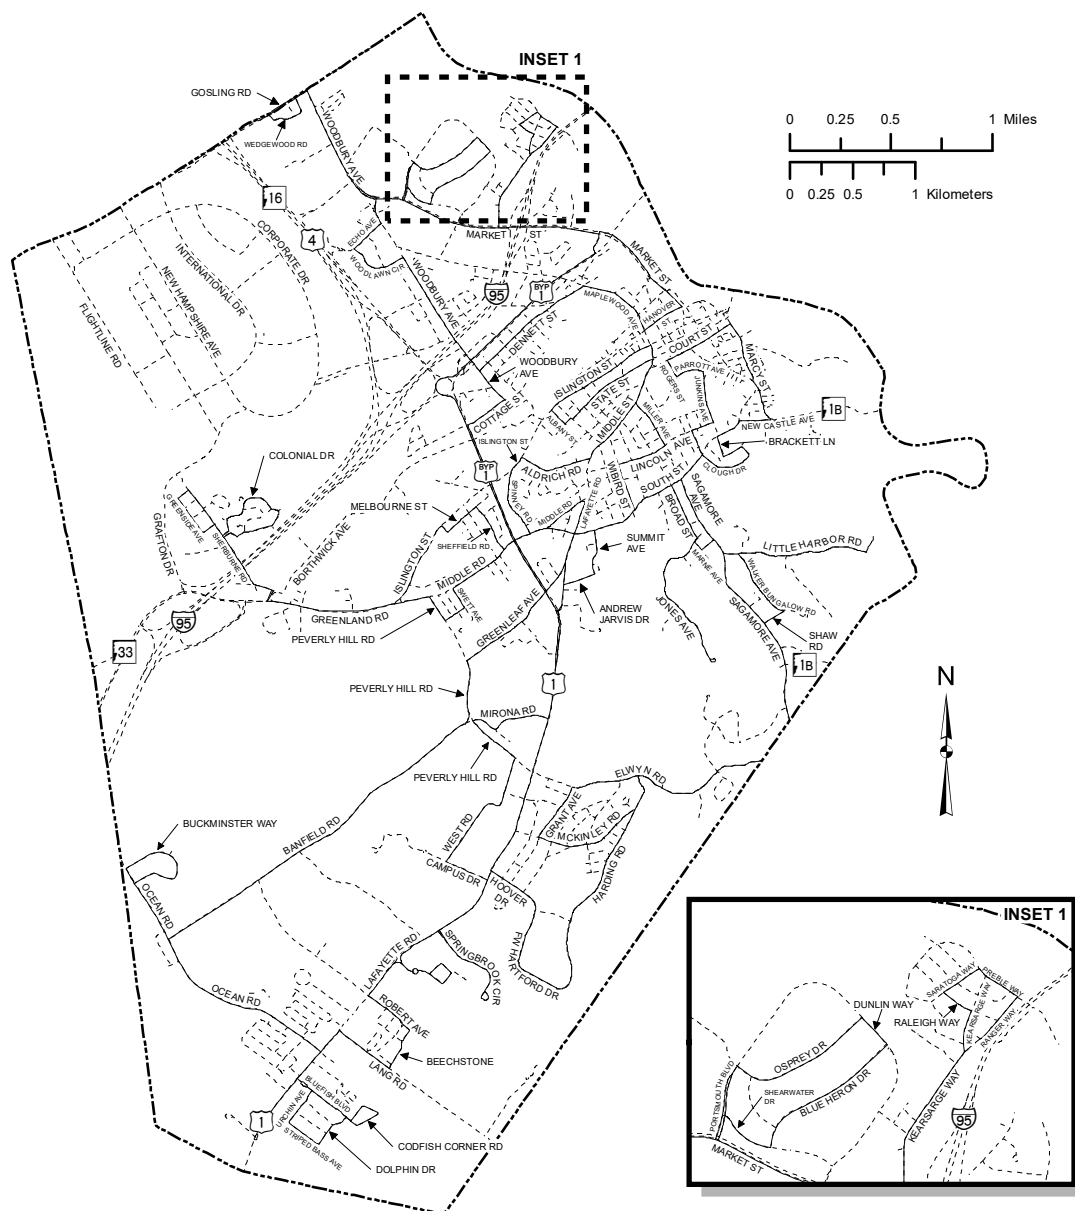 INSET 1
GOSLING RD
WEDGEWOOD RD
WOODBURY AVE
0 0.25 0.5 1 Miles
0 0.25 0.5 1 Kilometers
16
4
ECHO AVE
WOODLAWN CIR
MARKET ST
MARKET ST
CORPORATE DR
INTERNATIONAL DR
NEW HAMPSHIRE AVE
FLIGHTLINE RD
WOODBURY AVE
95
BYP 1
MAPLEWOOD AVE
HANOVER ST
DENNETT ST
COURT ST
WOODBURY AVE
ISLINGTON ST
STATE ST
MIDDLE ST
ROGERS ST
PARROTT AVE
JUNKINS AVE
MARCY ST
COTTAGE ST
ALBANY ST
MILLER AVE
NEW CASTLE AVE
1B
BRACKETT LN
CLOUGH DR
ISLINGTON ST
BYP 1
ALDRICH RD
LINCOLN AVE
WIBIRD ST
SOUTH ST
COLONIAL DR
SPINNEY RD
MIDDLE RD
LAFAYETTE RD
BROAD ST
SAGAMORE AVE
MELBOURNE ST
SHEFFIELD RD
GREENSIDE AVE
SHERBURNE RD
GRAFTON DR
BORTHWICK AVE
ISLINGTON ST
MIDDLE RD
SUMMIT AVE
MARNE AVE
LITTLE HARBOR RD
WALKER BUNGALOW RD
SWETT AVE
GREENLEAF AVE
ANDREW JARVIS DR
JONES AVE
SAGAMORE AVE
SHAW RD
1B
95
33
GREENLAND RD
PEVERLY HILL RD
PEVERLY HILL RD
1
N
MIRONA RD
PEVERLY HILL RD
ELWYN RD
BUCKMINSTER WAY
BANFIELD RD
WEST RD
GRANT AVE
MCKINLEY RD
CAMPUS DR
HOOVER DR
HARDING RD
OCEAN RD
LAFAYETTE RD
SPRINGBROOK CIR
FW HARTFORD DR
OCEAN RD
ROBERT AVE
BEECHSTONE
LANG RD
BLUEFISH BLVD
URCHIN AVE
1
STRIPED BASS AVE
CODFISH CORNER RD
DOLPHIN DR
INSET 1
SARATOGA WAY
PREBLE WAY
DUNLIN WAY
RALEIGH WAY
KEARSARGE WAY
RANGER WAY
OSPREY DR
PORTSMOUTH BLVD
SHEARWATER DR
BLUE HERON DR
KEARSARGE WAY
95
MARKET ST